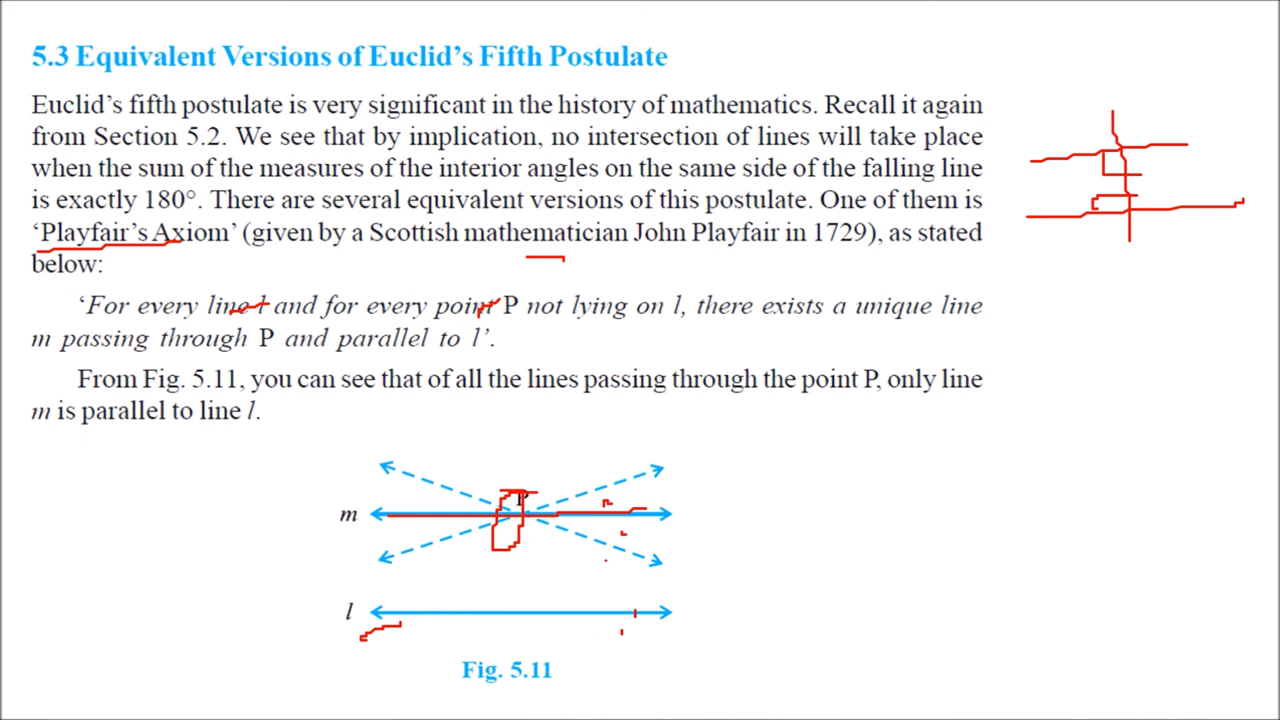 5.3 Equivalent Versions of Euclid's Fifth Postulate
Euclid's fifth postulate is very significant in the history of mathematics. Recall it again
from Section 5.2. We see that by implication, no intersection of lines will take place
when the sum of the measures of the interior angles on the same side of the falling line
is exactly 180°. There are several equivalent versions of this postulate. One of them is
'Playfair's Axiom' (given by a Scottish mathematician John Playfair in 1729), as stated
below:
'For every line l and for every point P not lying on l, there exists a unique line
m passing through P and parallel to l'.
From Fig. 5.11, you can see that of all the lines passing through the point P, only line
m is parallel to line l.
P
m
l
Fig. 5.11